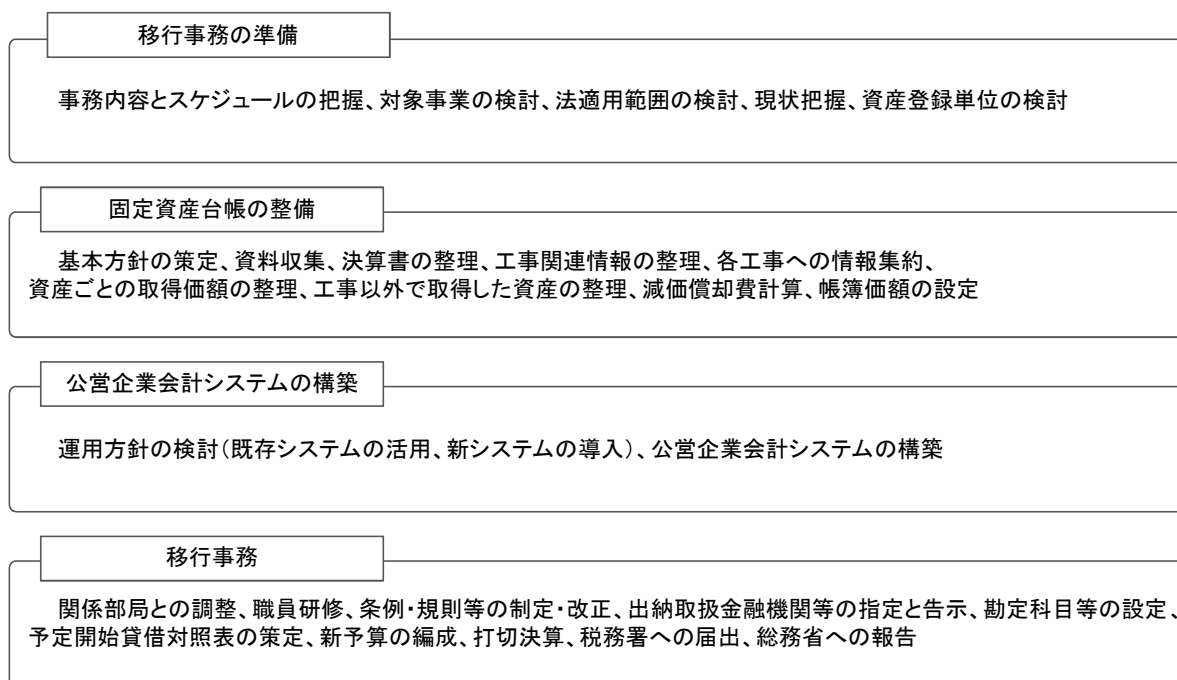 移行事務の準備
事務内容とスケジュールの把握、対象事業の検討、法適用範囲の検討、現状把握、資産登録単位の検討
固定資産台帳の整備
基本方針の策定、資料収集、決算書の整理、工事関連情報の整理、各工事への情報集約、
資産ごとの取得価額の整理、工事以外で取得した資産の整理、減価償却費計算、帳簿価額の設定
公営企業会計システムの構築
運用方針の検討(既存システムの活用、新システムの導入)、公営企業会計システムの構築
移行事務
関係部局との調整、職員研修、条例・規則等の制定・改正、出納取扱金融機関等の指定と告示、勘定科目等の設定、
予定開始貸借対照表の策定、新予算の編成、打切決算、税務署への届出、総務省への報告